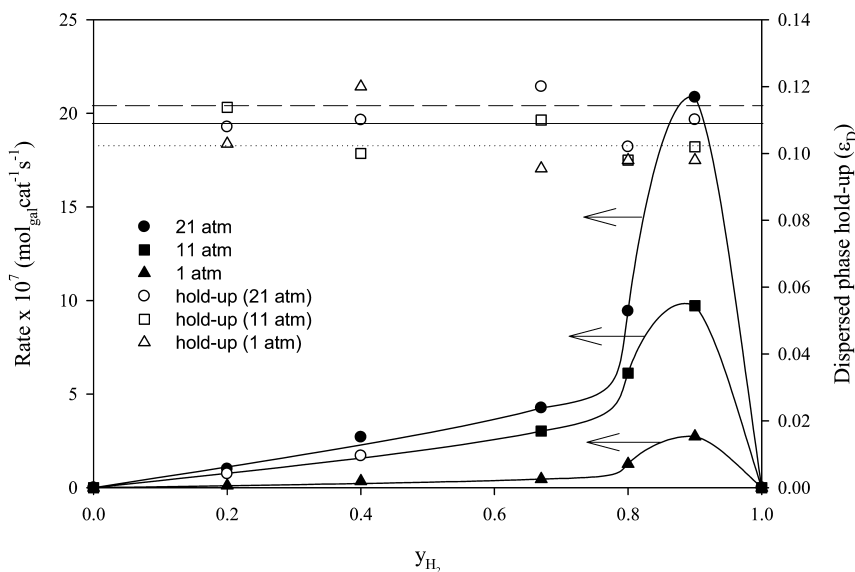 25 0.14
20 0.12
0.10
15 0.08
10 0.06
0.04
5 0.02
0 0.00
0.0 0.2 0.4 0.6 0.8 1.0
Rate x 10⁷ (mol_gal cat⁻¹ s⁻¹)
21 atm
11 atm
1 atm
hold-up (21 atm)
hold-up (11 atm)
hold-up (1 atm)
Dispersed phase hold-up (ε_D)
y_H₂